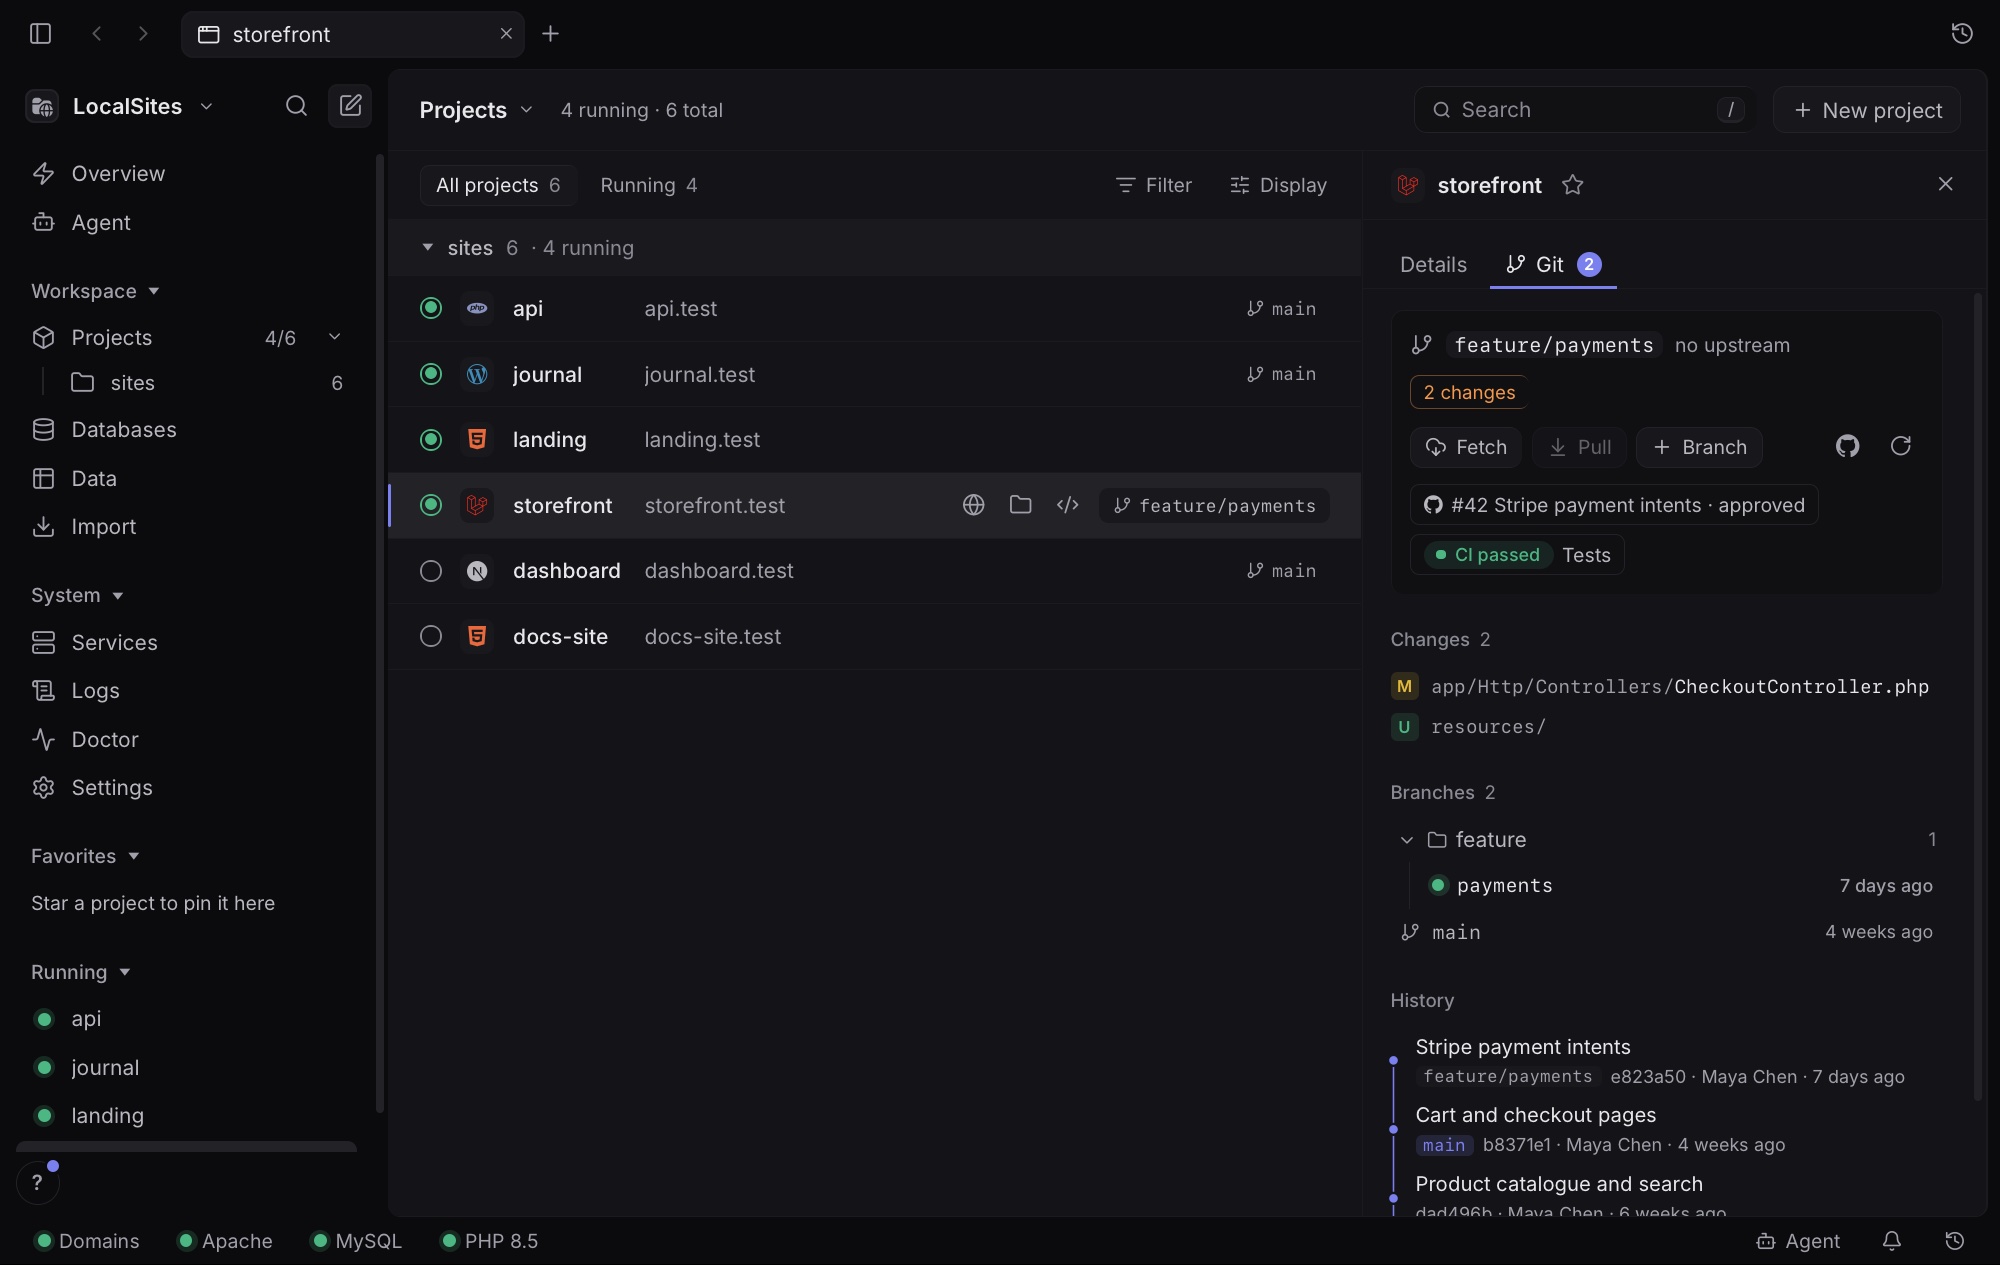 storefront
LocalSites
Overview
Agent
Workspace
Projects 4/6
sites 6
Databases
Data
Import
System
Services
Logs
Doctor
Settings
Favorites
Star a project to pin it here
Running
api
journal
landing
?
Projects 4 running · 6 total
Search /
New project
All projects 6 Running 4
Filter Display
sites 6 · 4 running
php api api.test main
journal journal.test main
landing landing.test
storefront storefront.test feature/payments
N dashboard dashboard.test main
docs-site docs-site.test
storefront
Details Git 2
feature/payments no upstream
2 changes
Fetch Pull Branch
#42 Stripe payment intents · approved
CI passed Tests
Changes 2
M app/Http/Controllers/CheckoutController.php
U resources/
Branches 2
feature 1
payments 7 days ago
main 4 weeks ago
History
Stripe payment intents
feature/payments e823a50 · Maya Chen · 7 days ago
Cart and checkout pages
main b8371e1 · Maya Chen · 4 weeks ago
Product catalogue and search
dad496b · Maya Chen · 6 weeks ago
Domains Apache MySQL PHP 8.5
Agent